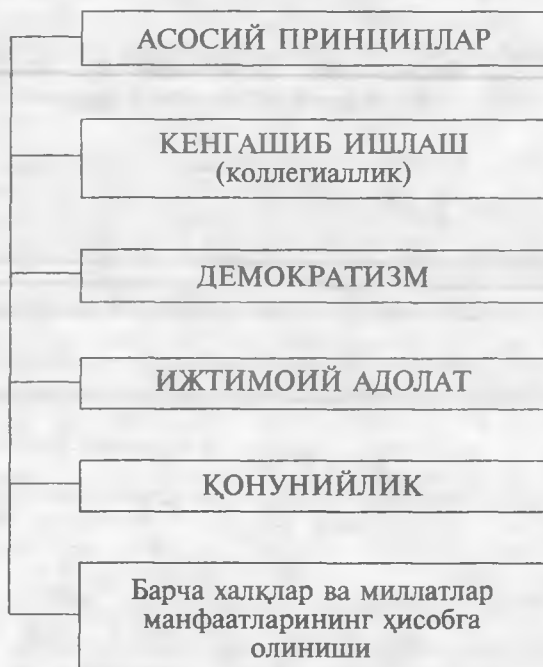 АСОСИЙ ПРИНЦИПЛАР
КЕНГАШИБ ИШЛАШ
(коллегиаллик)
ДЕМОКРАТИЗМ
ИЖТИМОИЙ АДОЛАТ
ҚОНУНИЙЛИК
Барча халқлар ва миллатлар
манфаатларининг ҳисобга
олиниши